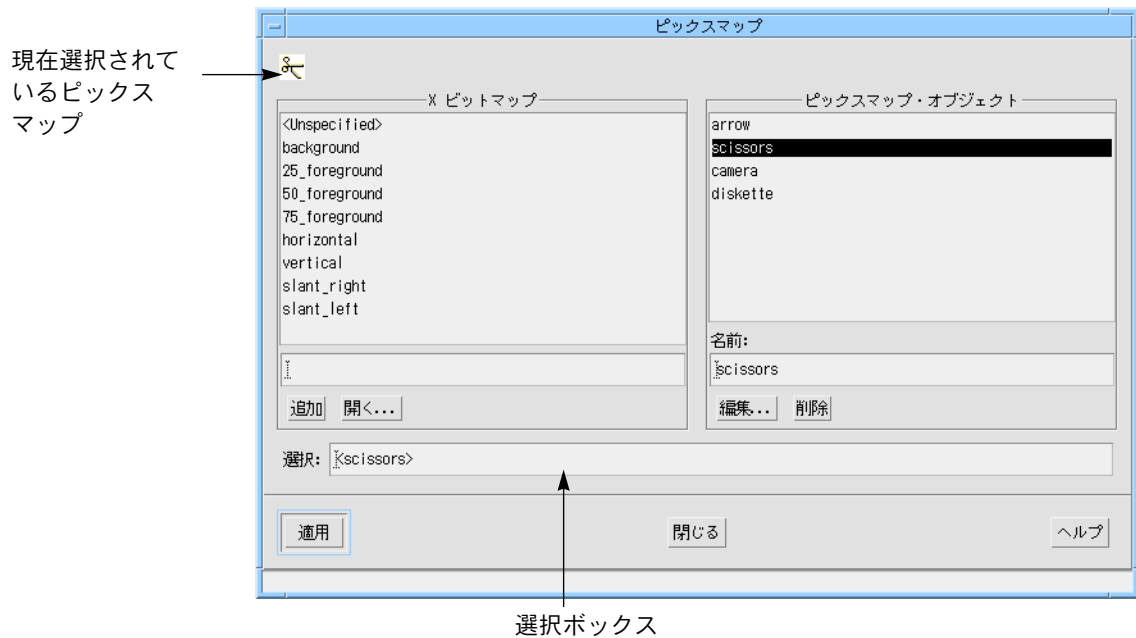 ピックスマップ
現在選択されて
いるピックス
マップ
X ビットマップ
<Unspecified>
background
25_foreground
50_foreground
75_foreground
horizontal
vertical
slant_right
slant_left
追加
開く...
ピックスマップ・オブジェクト
arrow
scissors
camera
diskette
名前:
scissors
編集...
削除
選択: <scissors>
適用
閉じる
ヘルプ
選択ボックス